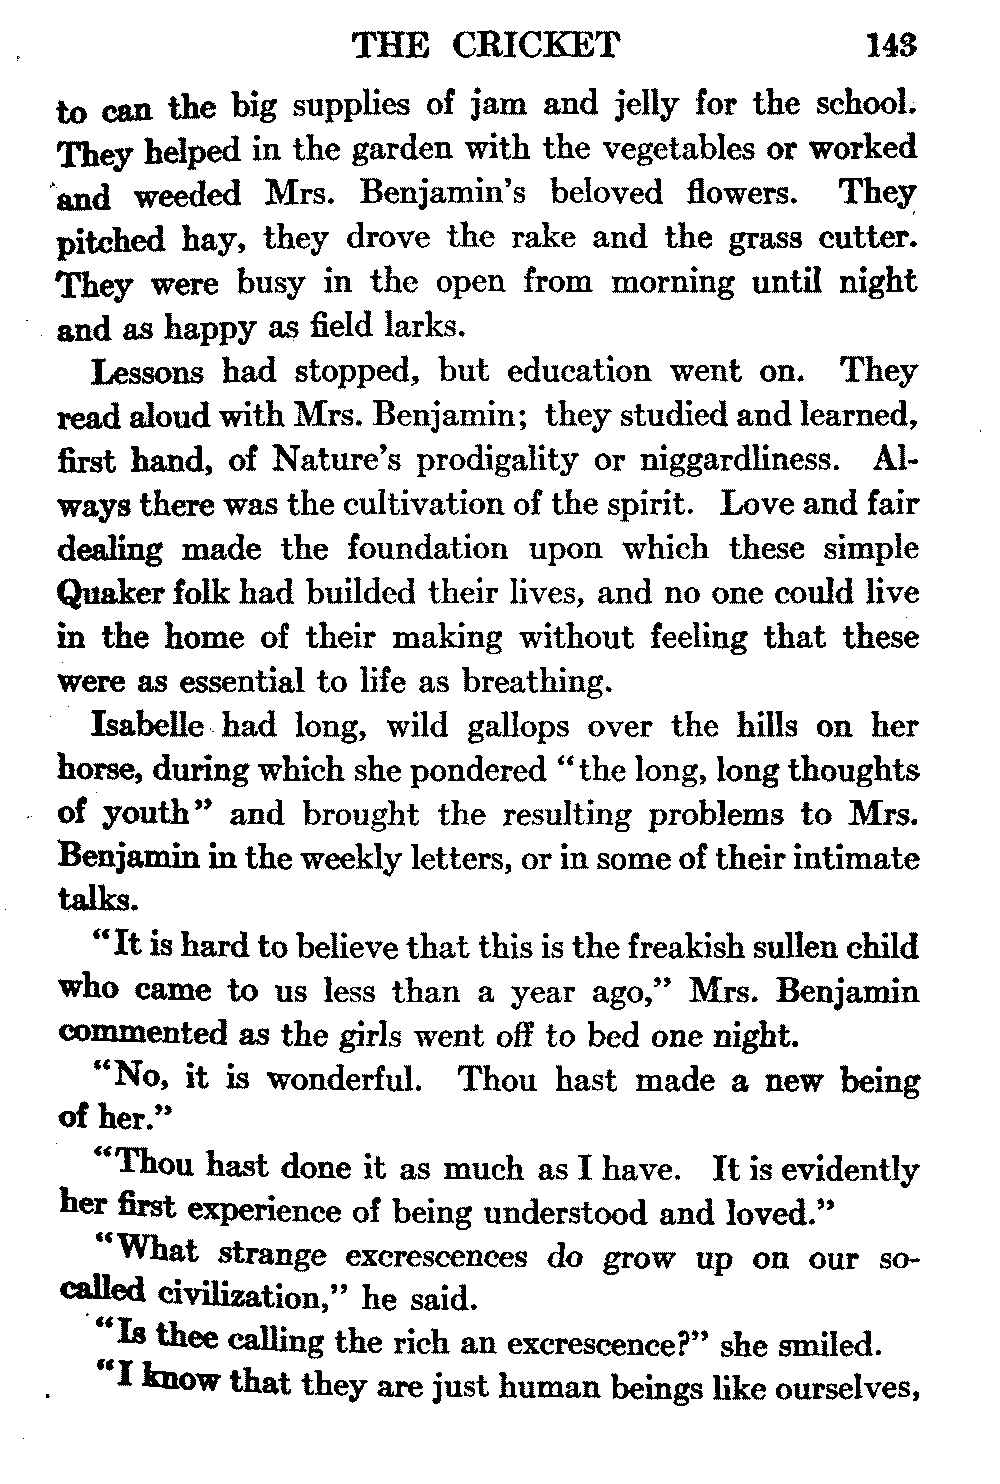 THE CRICKET 143
to can the big supplies of jam and jelly for the school.
They helped in the garden with the vegetables or worked
and weeded Mrs. Benjamin's beloved flowers. They
pitched hay, they drove the rake and the grass cutter.
They were busy in the open from morning until night
and as happy as field larks.
Lessons had stopped, but education went on. They
read aloud with Mrs. Benjamin; they studied and learned,
first hand, of Nature's prodigality or niggardliness. Al-
ways there was the cultivation of the spirit. Love and fair
dealing made the foundation upon which these simple
Quaker folk had builded their lives, and no one could live
in the home of their making without feeling that these
were as essential to life as breathing.
Isabelle had long, wild gallops over the hills on her
horse, during which she pondered "the long, long thoughts
of youth" and brought the resulting problems to Mrs.
Benjamin in the weekly letters, or in some of their intimate
talks.
"It is hard to believe that this is the freakish sullen child
who came to us less than a year ago," Mrs. Benjamin
commented as the girls went off to bed one night.
"No, it is wonderful. Thou hast made a new being
of her."
"Thou hast done it as much as I have. It is evidently
her first experience of being understood and loved."
"What strange excrescences do grow up on our so-
called civilization," he said.
"Is thee calling the rich an excrescence?" she smiled.
"I know that they are just human beings like ourselves,